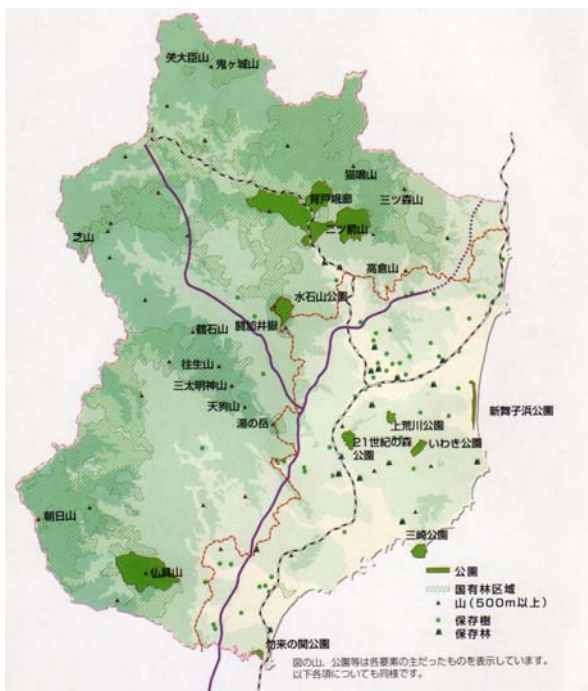 矢大臣山
鬼ヶ城山
猫鳴山
背戸峨廊
三ツ森山
二ツ箭山
芝山
高倉山
水石山公園
閼加井嶽
鶴石山
往生山
三太明神山
天狗山
湯の岳
新舞子浜公園
上荒川公園
21世紀の森
公園
いわき公園
朝日山
三崎公園
仏具山
勿来の関公園
公園
国有林区域
山(500m以上)
保存樹
保存林
図の山、公園等は各要素の主だったものを表示しています。
以下各項についても同様です。